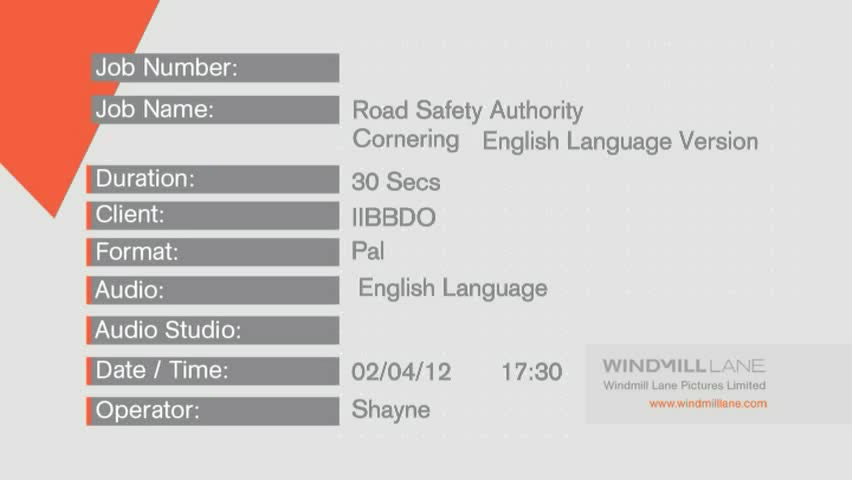 Job Number:
Job Name: Road Safety Authority
Cornering English Language Version
Duration: 30 Secs
Client: IIBBDO
Format: Pal
Audio: English Language
Audio Studio:
Date / Time: 02/04/12 17:30
Operator: Shayne
WINDMILL LANE
Windmill Lane Pictures Limited
www.windmilllane.com